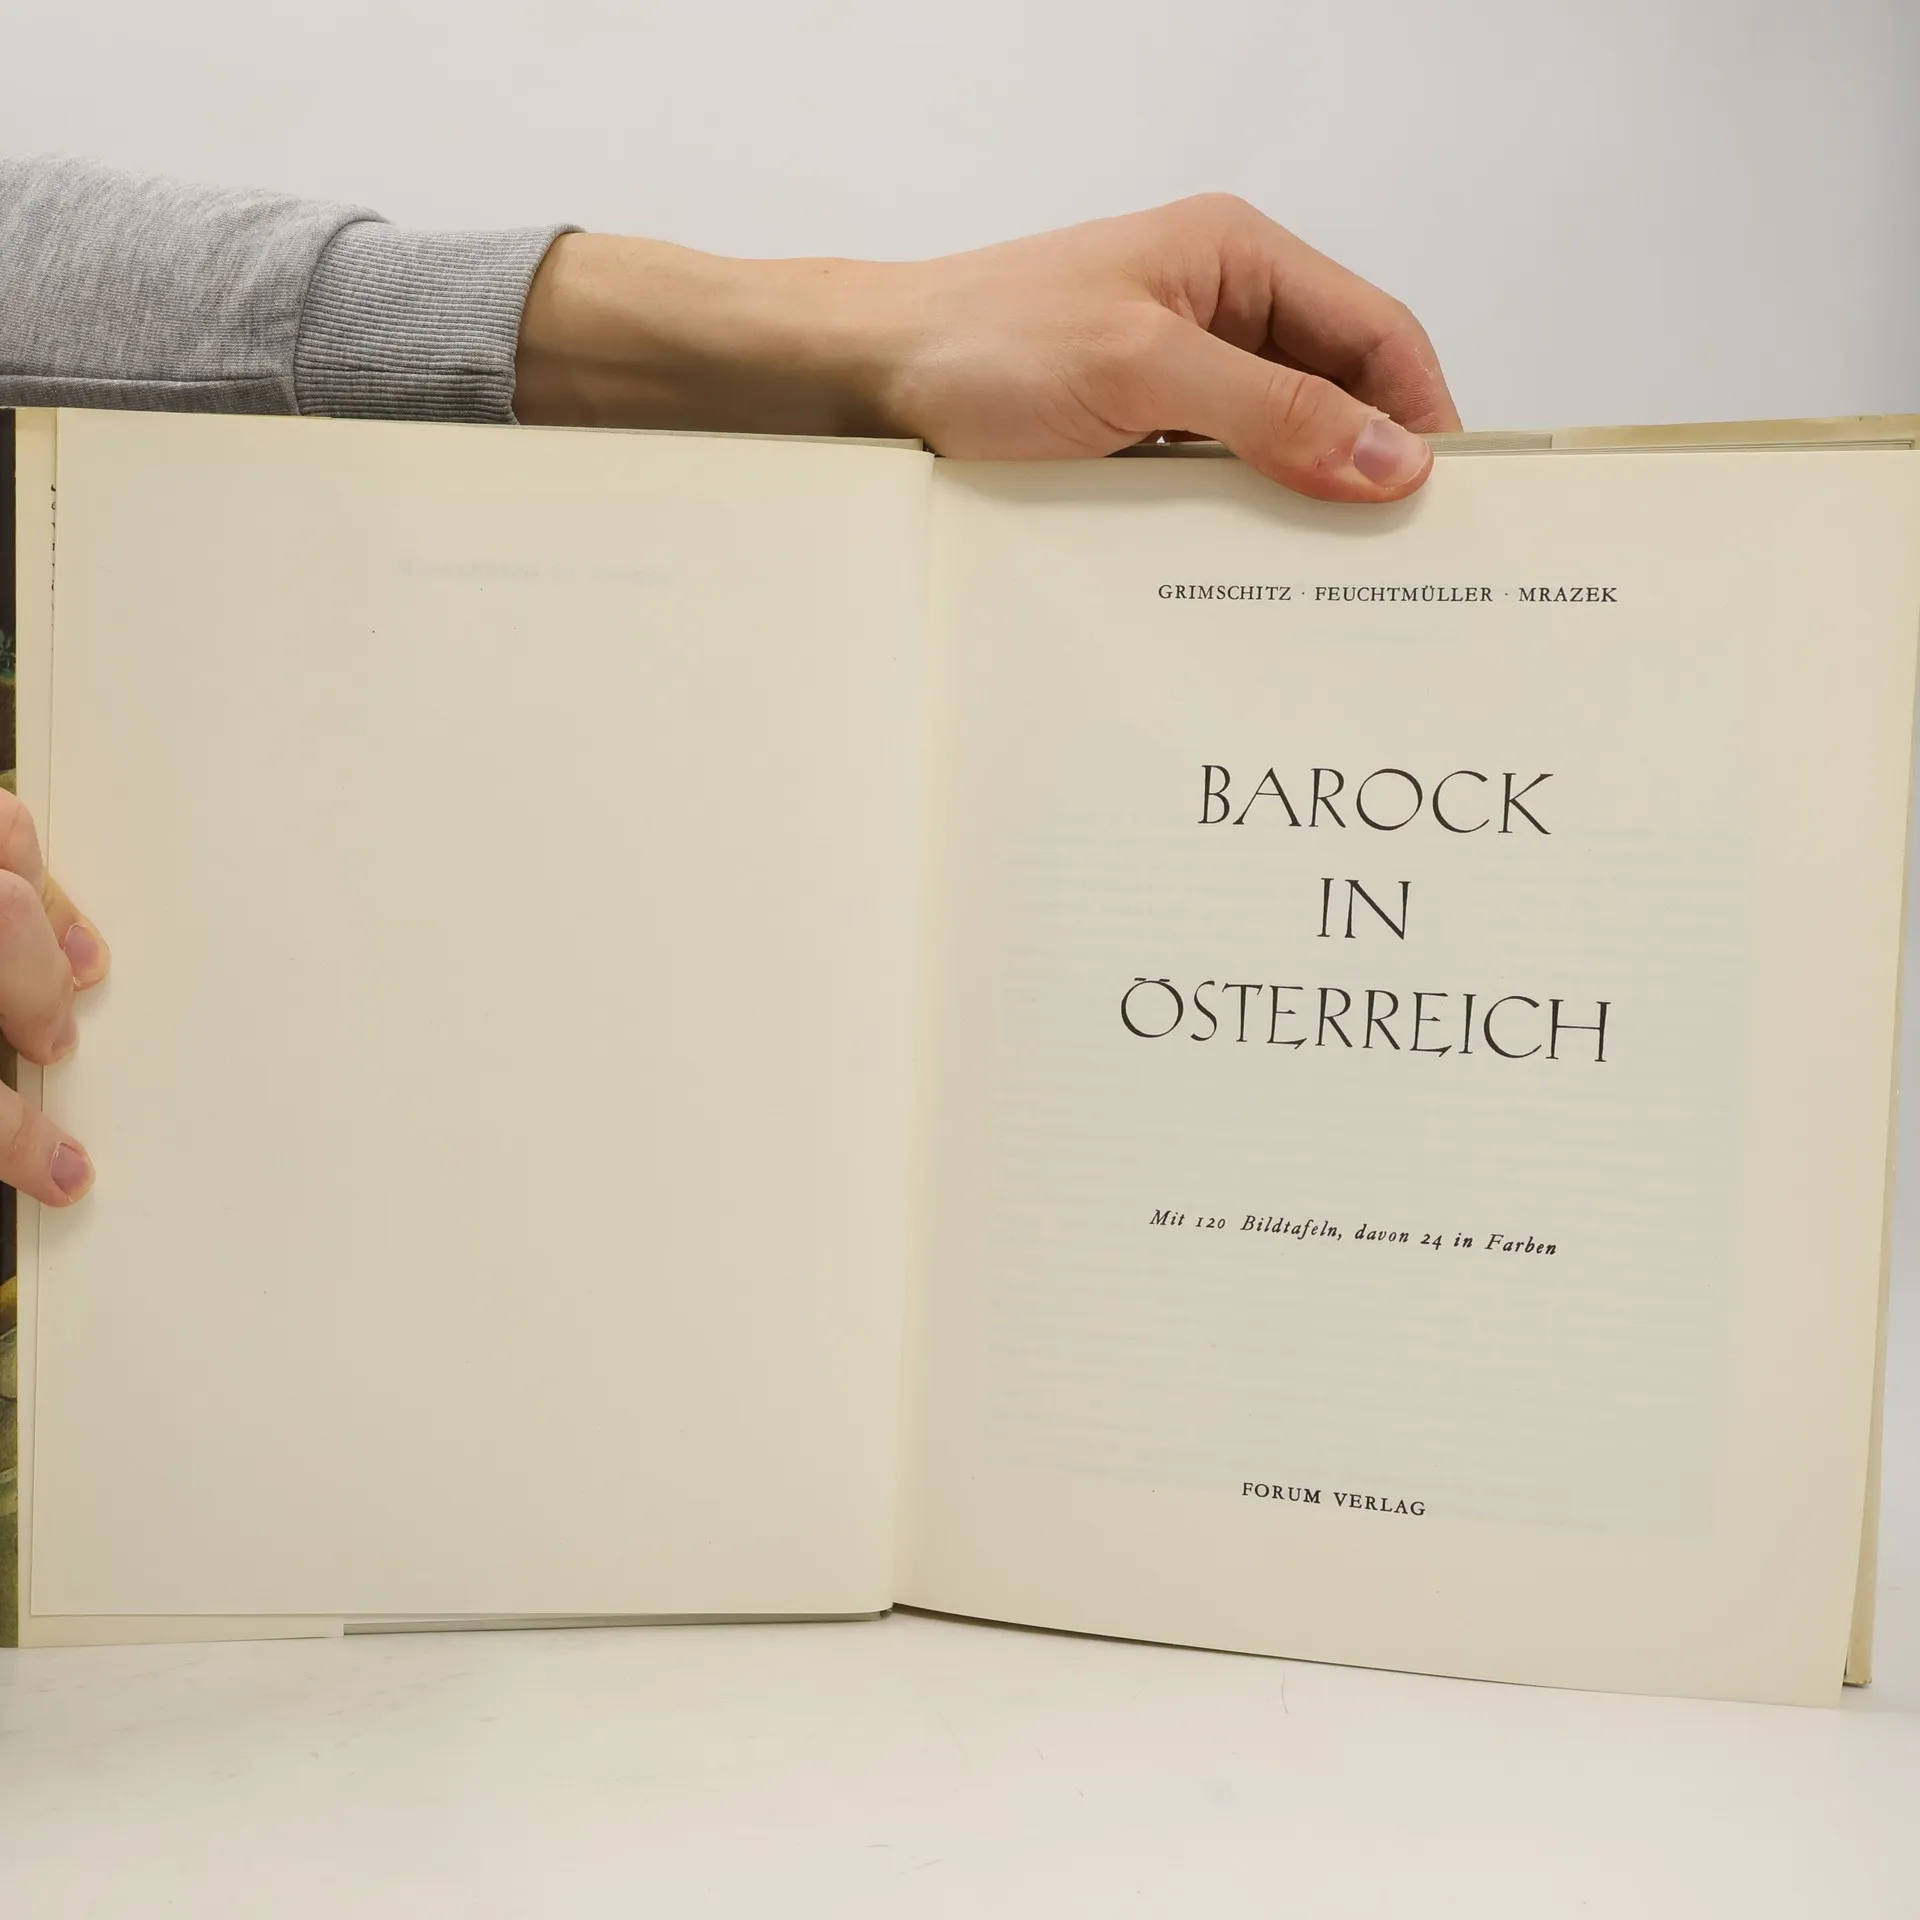 GRIMSCHITZ · FEUCHTMÜLLER · MRAZEK
BAROCK
IN
ÖSTERREICH
Mit 120 Bildtafeln, davon 24 in Farben
FORUM VERLAG